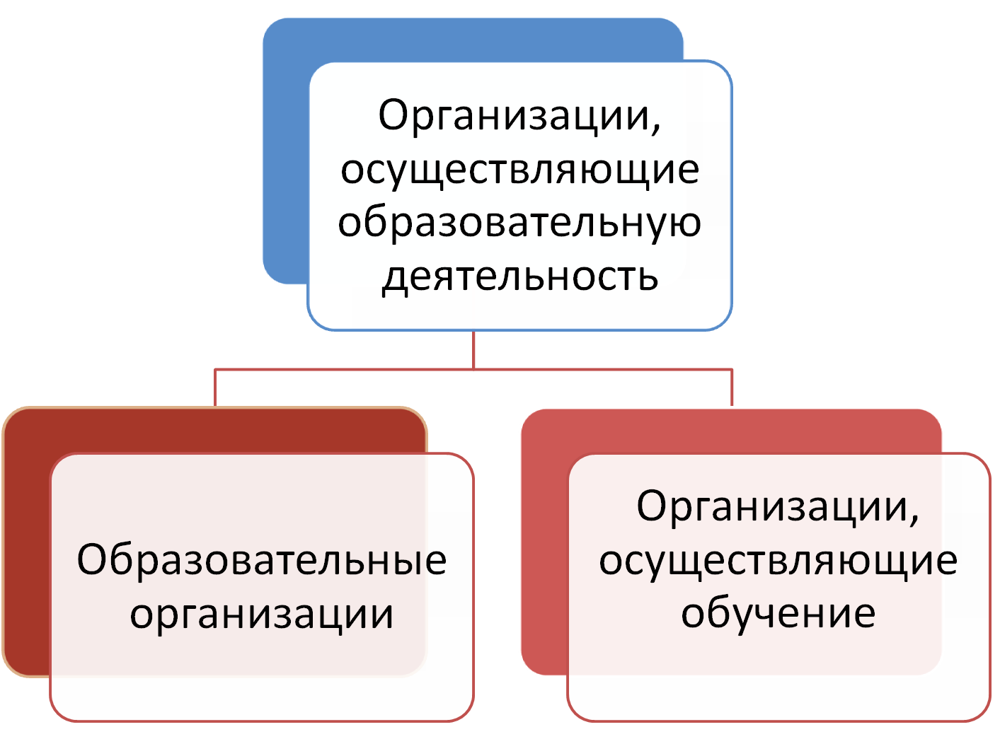 Организации,
осуществляющие
образовательную
деятельность
Образовательные
организации
Организации,
осуществляющие
обучение